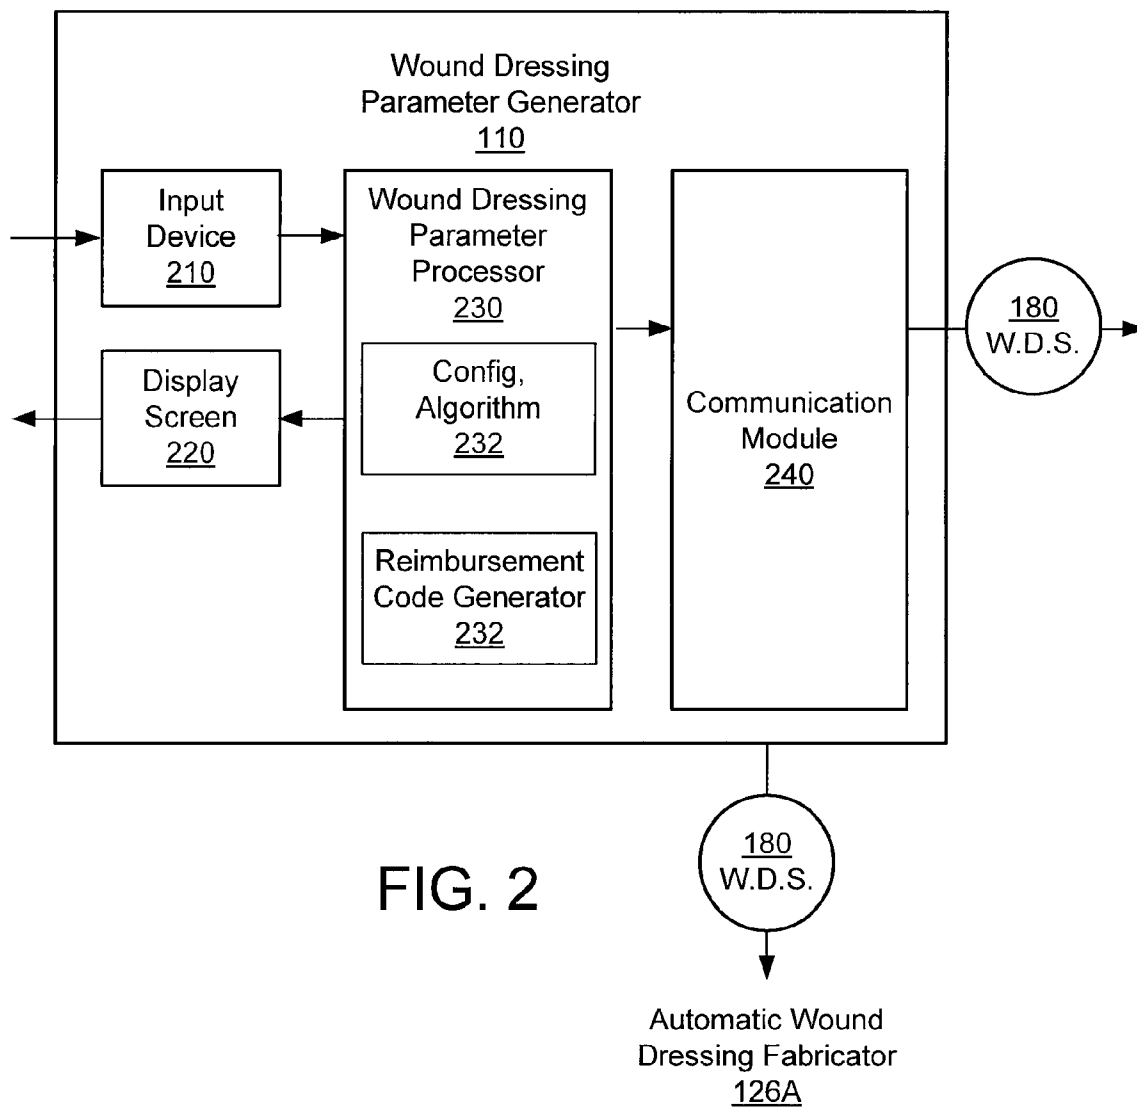 Wound Dressing
Parameter Generator
110
Input
Device
210
Display
Screen
220
Wound Dressing
Parameter
Processor
230
Config,
Algorithm
232
Reimbursement
Code Generator
232
Communication
Module
240
180
W.D.S.
180
W.D.S.
FIG. 2
Automatic Wound
Dressing Fabricator
126A